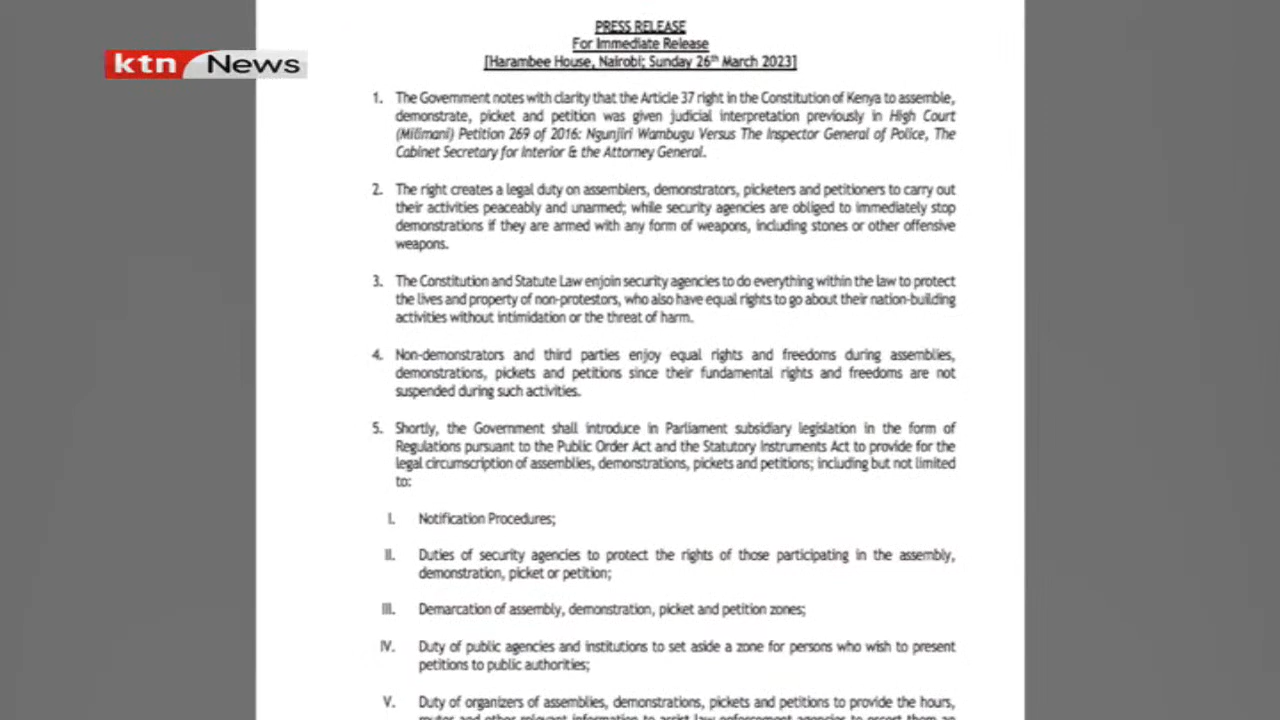 ktn News
PRESS RELEASE
For Immediate Release
[Harambee House, Nairobi; Sunday 26th March 2023]
1. The Government notes with clarity that the Article 37 right in the Constitution of Kenya to assemble,
demonstrate, picket and petition was given judicial interpretation previously in High Court
(Milimani) Petition 269 of 2016: Ngunjiri Wambugu Versus The Inspector General of Police, The
Cabinet Secretary for Interior & the Attorney General.
2. The right creates a legal duty on assemblers, demonstrators, picketers and petitioners to carry out
their activities peaceably and unarmed; while security agencies are obliged to immediately stop
demonstrations if they are armed with any form of weapons, including stones or other offensive
weapons.
3. The Constitution and Statute Law enjoin security agencies to do everything within the law to protect
the lives and property of non-protestors, who also have equal rights to go about their nation-building
activities without intimidation or the threat of harm.
4. Non-demonstrators and third parties enjoy equal rights and freedoms during assemblies,
demonstrations, pickets and petitions since their fundamental rights and freedoms are not
suspended during such activities.
5. Shortly, the Government shall introduce in Parliament subsidiary legislation in the form of
Regulations pursuant to the Public Order Act and the Statutory Instruments Act to provide for the
legal circumscription of assemblies, demonstrations, pickets and petitions; including but not limited
to:
I. Notification Procedures;
II. Duties of security agencies to protect the rights of those participating in the assembly,
demonstration, picket or petition;
III. Demarcation of assembly, demonstration, picket and petition zones;
IV. Duty of public agencies and institutions to set aside a zone for persons who wish to present
petitions to public authorities;
V. Duty of organizers of assemblies, demonstrations, pickets and petitions to provide the hours,